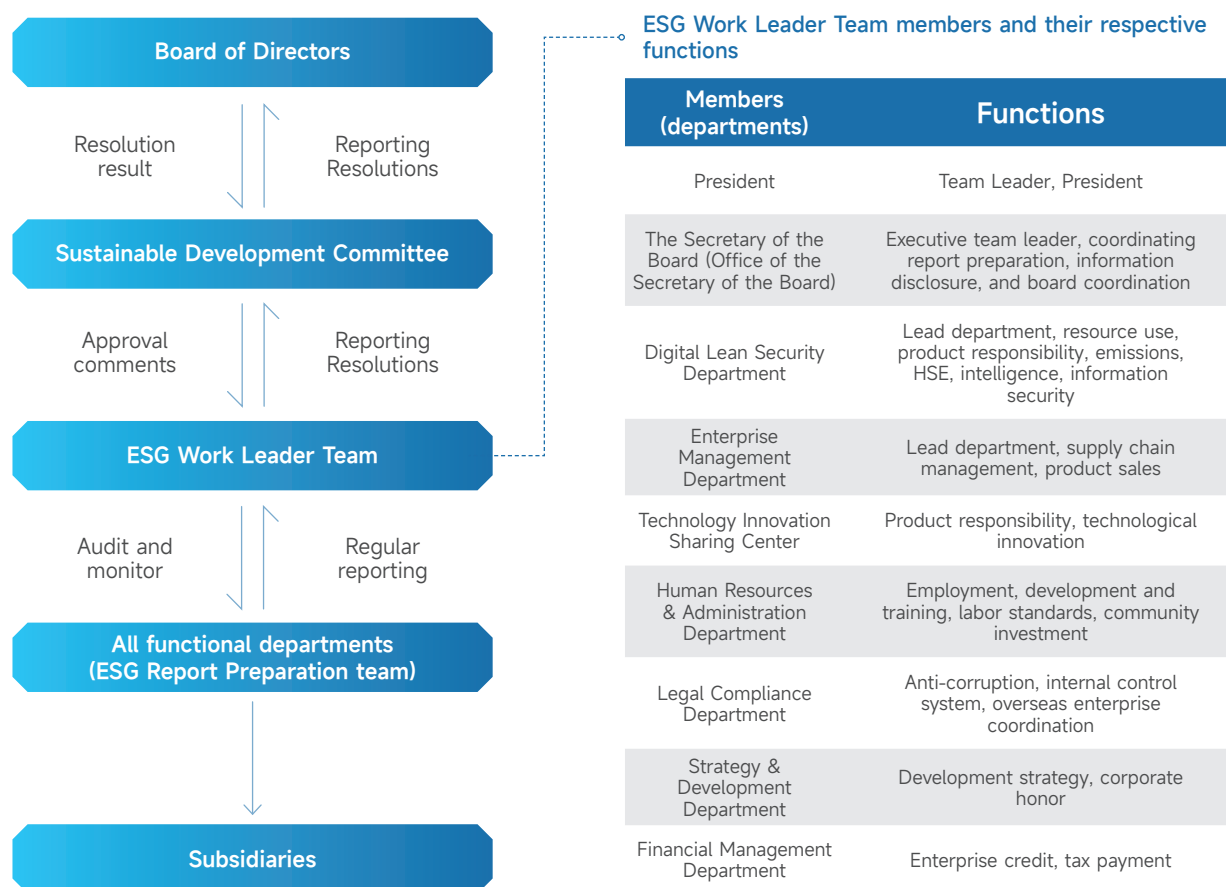 Board of Directors
Resolution
result
Reporting
Resolutions
Sustainable Development Committee
Approval
comments
Reporting
Resolutions
ESG Work Leader Team
Audit and
monitor
Regular
reporting
All functional departments
(ESG Report Preparation team)
Subsidiaries
ESG Work Leader Team members and their respective
functions
Members
(departments)
Functions
President
Team Leader, President
The Secretary of the
Board (Office of the
Secretary of the Board)
Executive team leader, coordinating
report preparation, information
disclosure, and board coordination
Digital Lean Security
Department
Lead department, resource use,
product responsibility, emissions,
HSE, intelligence, information
security
Enterprise
Management
Department
Lead department, supply chain
management, product sales
Technology Innovation
Sharing Center
Product responsibility, technological
innovation
Human Resources
& Administration
Department
Employment, development and
training, labor standards, community
investment
Legal Compliance
Department
Anti-corruption, internal control
system, overseas enterprise
coordination
Strategy &
Development
Department
Development strategy, corporate
honor
Financial Management
Department
Enterprise credit, tax payment